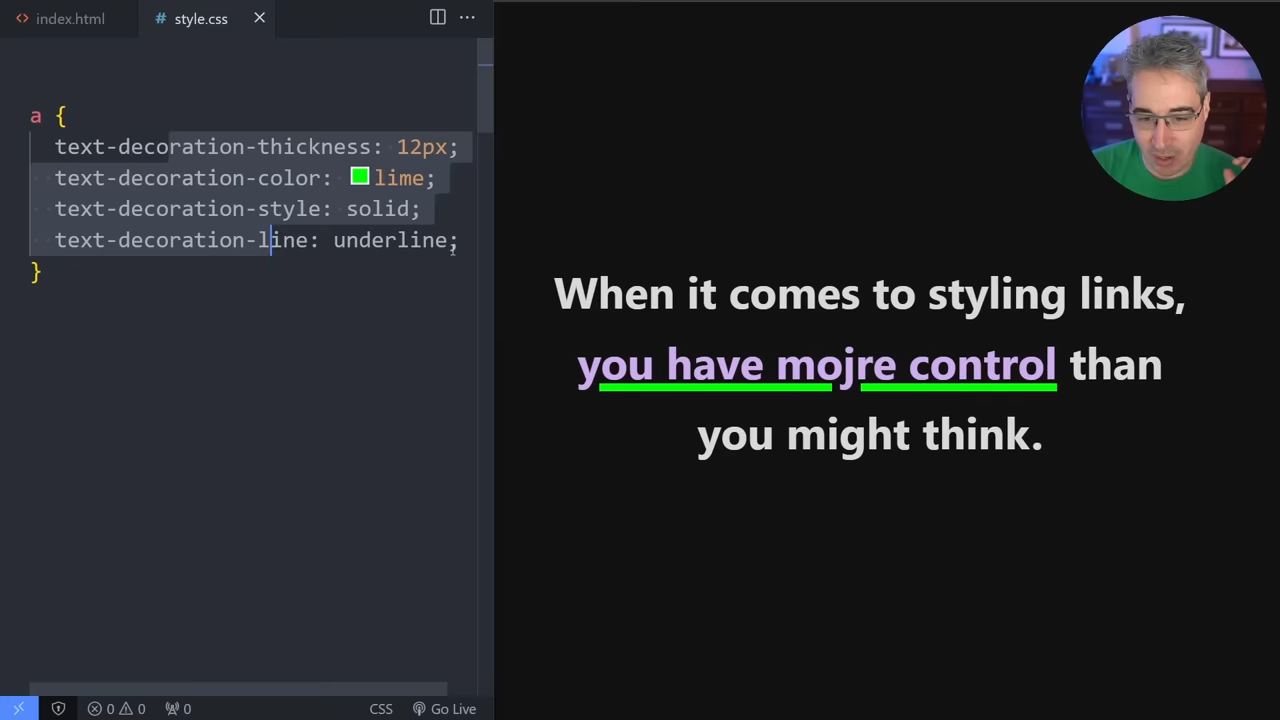 index.html
# style.css
a {
text-decoration-thickness: 12px;
text-decoration-color: lime;
text-decoration-style: solid;
text-decoration-line: underline;
}
When it comes to styling links,
you have mojre control than
you might think.
0 0 0 CSS Go Live